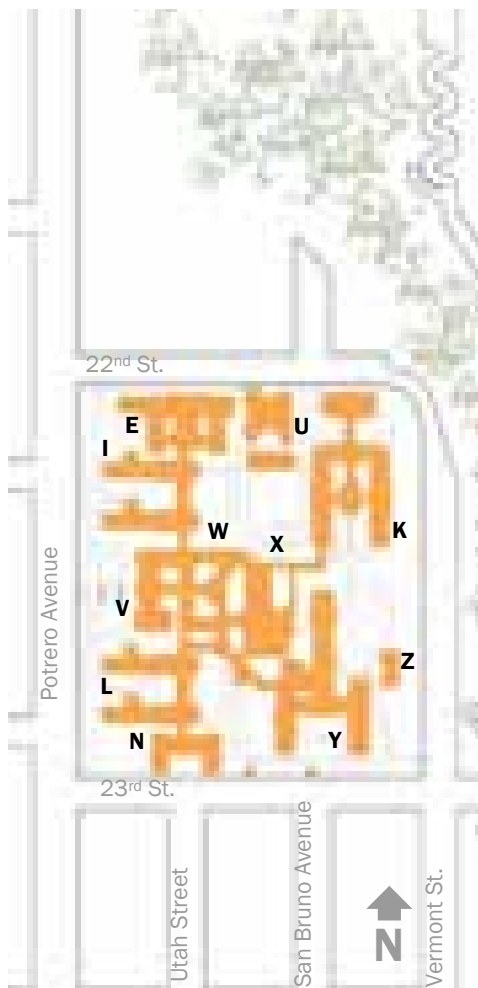 22nd St.
E
U
I
W
K
X
V
Potrero Avenue
Z
L
N
Y
23rd St.
Utah Street
San Bruno Avenue
Vermont St.
N